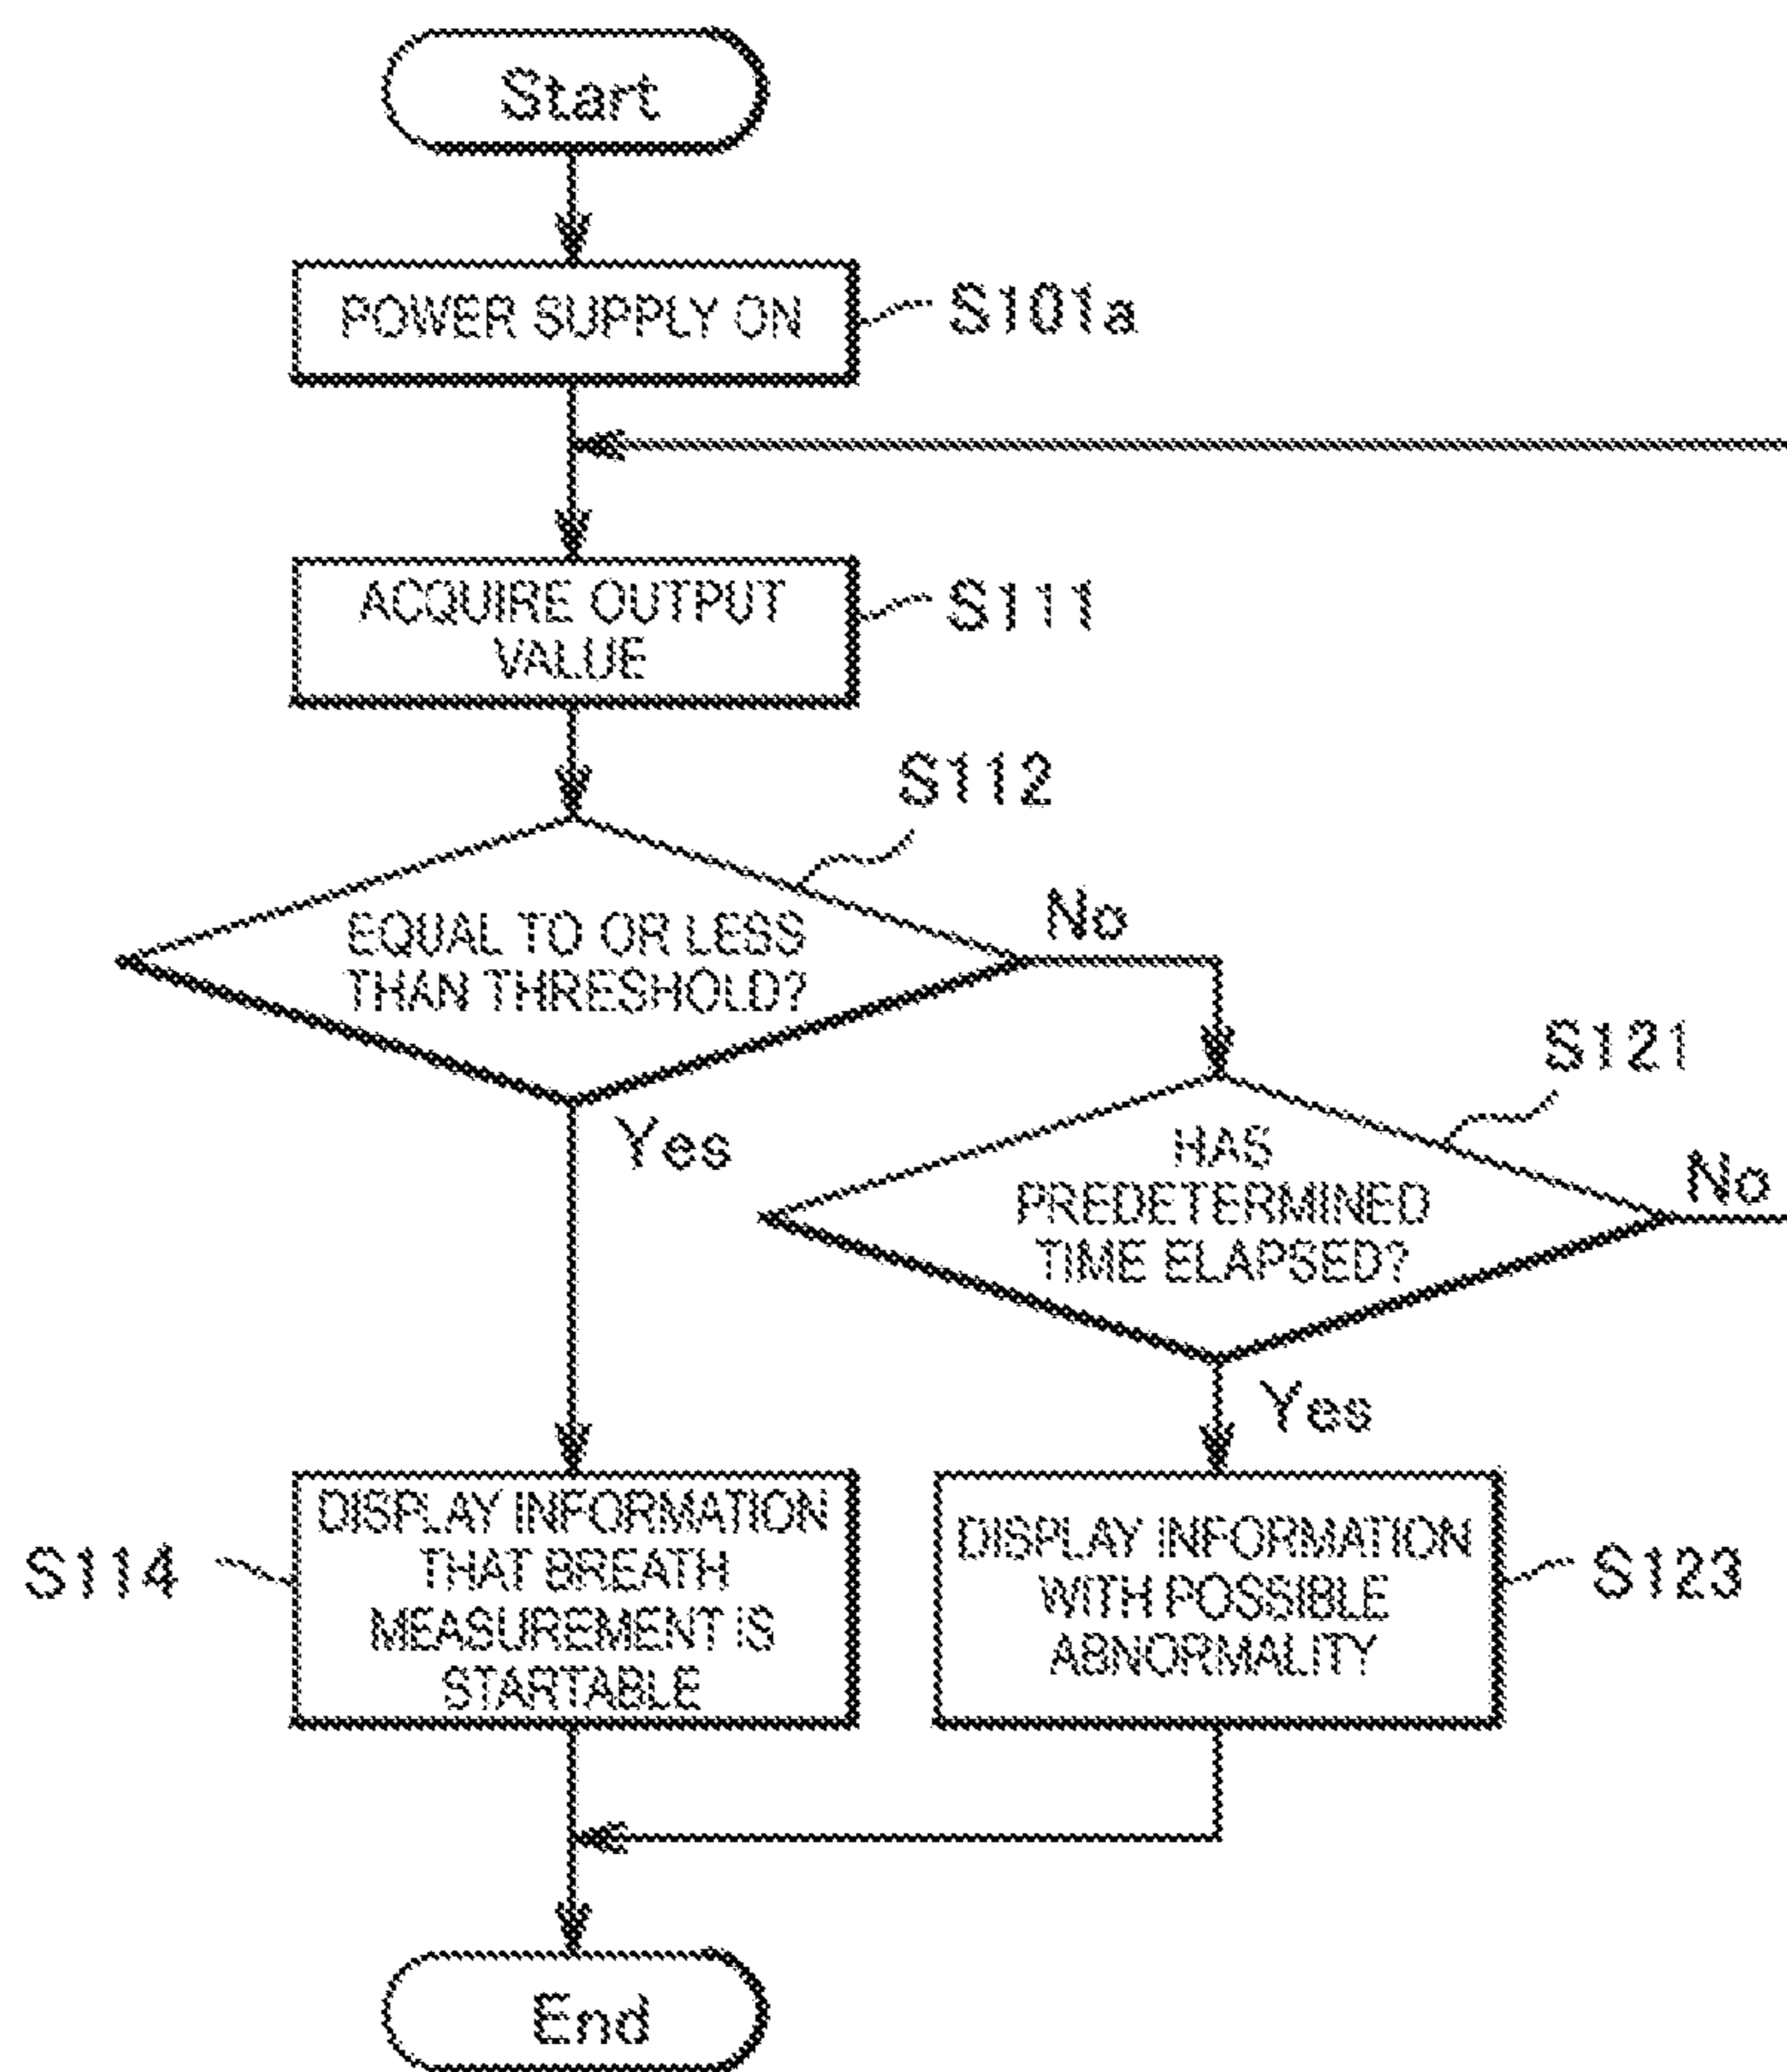 Start
POWER SUPPLY ON
S101a
ACQUIRE OUTPUT
VALUE
S111
S112
EQUAL TO OR LESS
THAN THRESHOLD?
No
Yes
S121
HAS
PREDETERMINED
TIME ELAPSED?
No
Yes
S114
DISPLAY INFORMATION
THAT BREATH
MEASUREMENT IS
STARTABLE
DISPLAY INFORMATION
WITH POSSIBLE
ABNORMALITY
S123
End